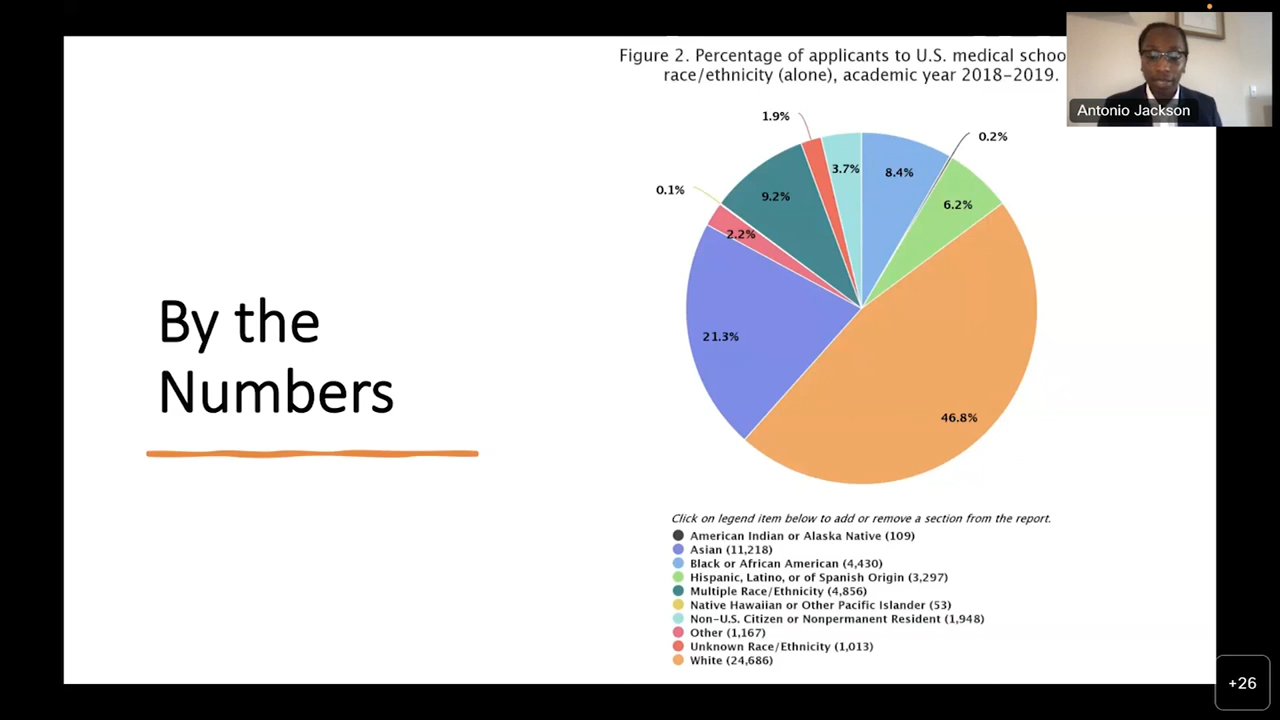 Figure 2. Percentage of applicants to U.S. medical
race/ethnicity (alone), academic year 2018–2019.
Antonio Jackson
1.9%
0.2%
3.7%
8.4%
0.1%
9.2%
6.2%
2.2%
By the
Numbers
21.3%
46.8%
Click on legend item below to add or remove a section from the report.
American Indian or Alaska Native (109)
Asian (11,218)
Black or African American (4,430)
Hispanic, Latino, or of Spanish Origin (3,297)
Multiple Race/Ethnicity (4,856)
Native Hawaiian or Other Pacific Islander (53)
Non-U.S. Citizen or Nonpermanent Resident (1,948)
Other (1,167)
Unknown Race/Ethnicity (1,013)
White (24,686)
+26